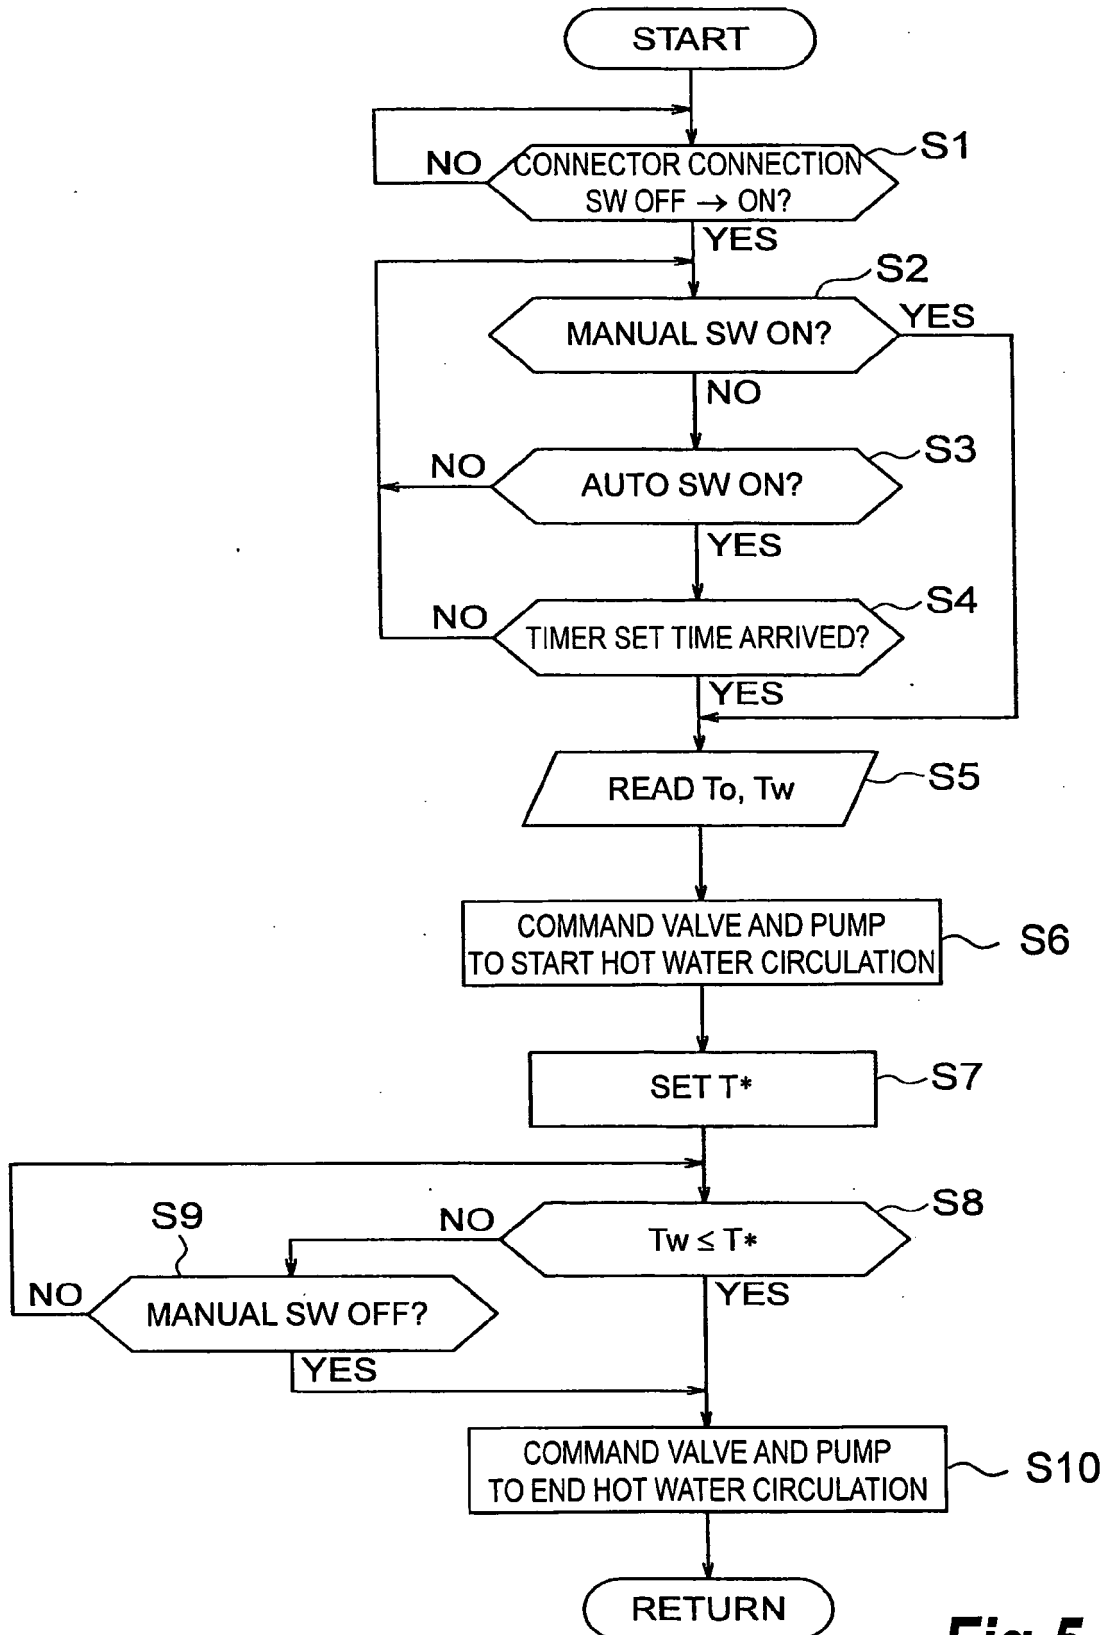 START
S1
NO
CONNECTOR CONNECTION
SW OFF → ON?
YES
S2
MANUAL SW ON?
YES
NO
S3
NO
AUTO SW ON?
YES
S4
NO
TIMER SET TIME ARRIVED?
YES
READ To, Tw
S5
COMMAND VALVE AND PUMP
TO START HOT WATER CIRCULATION
S6
SET T*
S7
S8
NO
Tw ≤ T*
YES
S9
NO
MANUAL SW OFF?
YES
COMMAND VALVE AND PUMP
TO END HOT WATER CIRCULATION
S10
RETURN
Fig.5